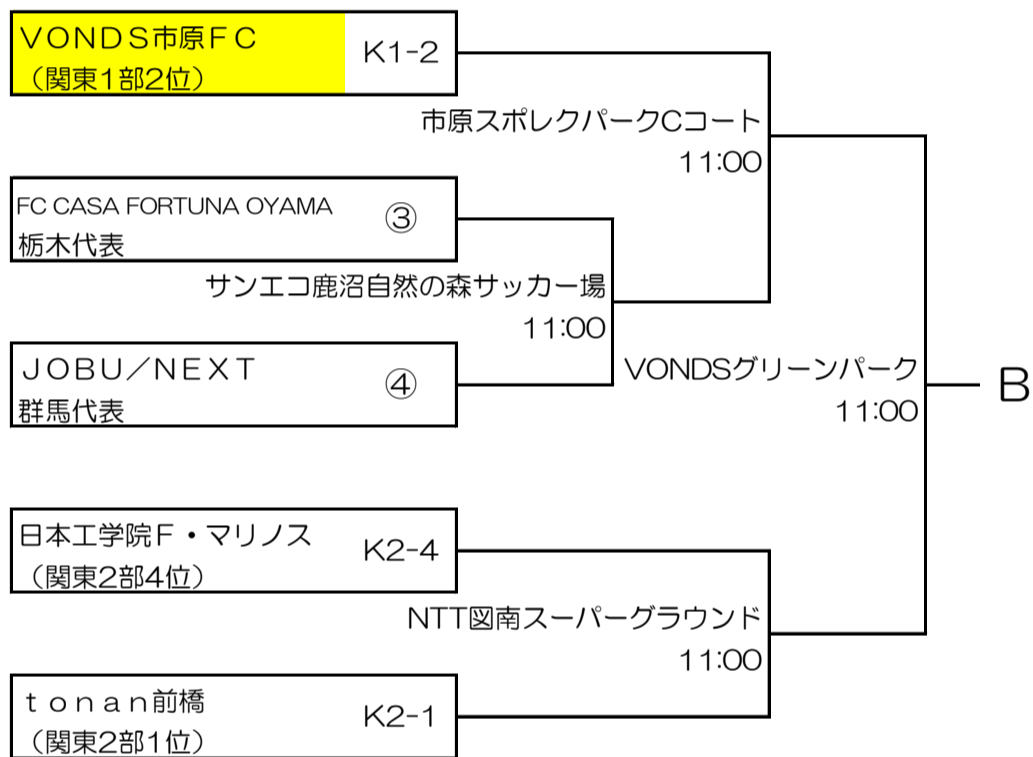 VONDS市原FC
（関東1部2位）
K1-2
市原スポレクパークCコート
11:00
FC CASA FORTUNA OYAMA
栃木代表
③
サンエコ鹿沼自然の森サッカー場
11:00
JOBU／NEXT
群馬代表
④
VONDSグリーンパーク
11:00
B
日本工学院F・マリノス
（関東2部4位）
K2-4
NTT図南スーパーグラウンド
11:00
tonan前橋
（関東2部1位）
K2-1